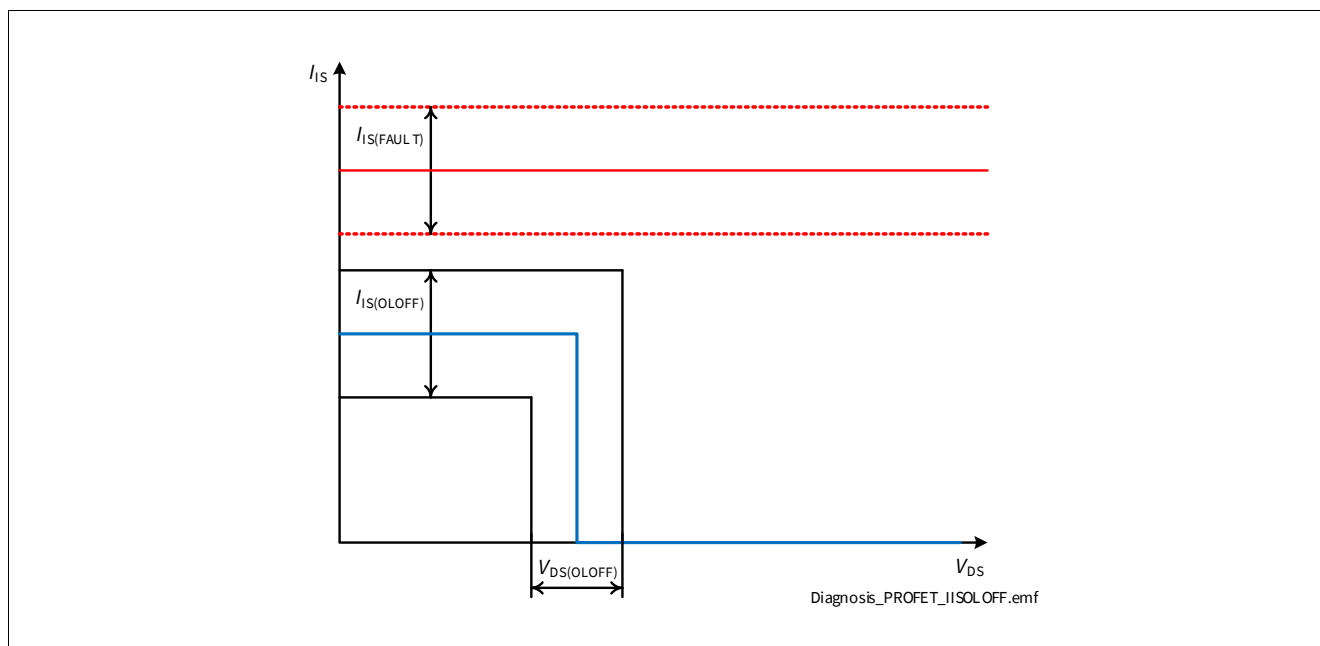 IIS
IIS(FAULT)
IIS(OLOFF)
VDS(OLOFF)
VDS
Diagnosis_PROFET_IISOLOFF.emf